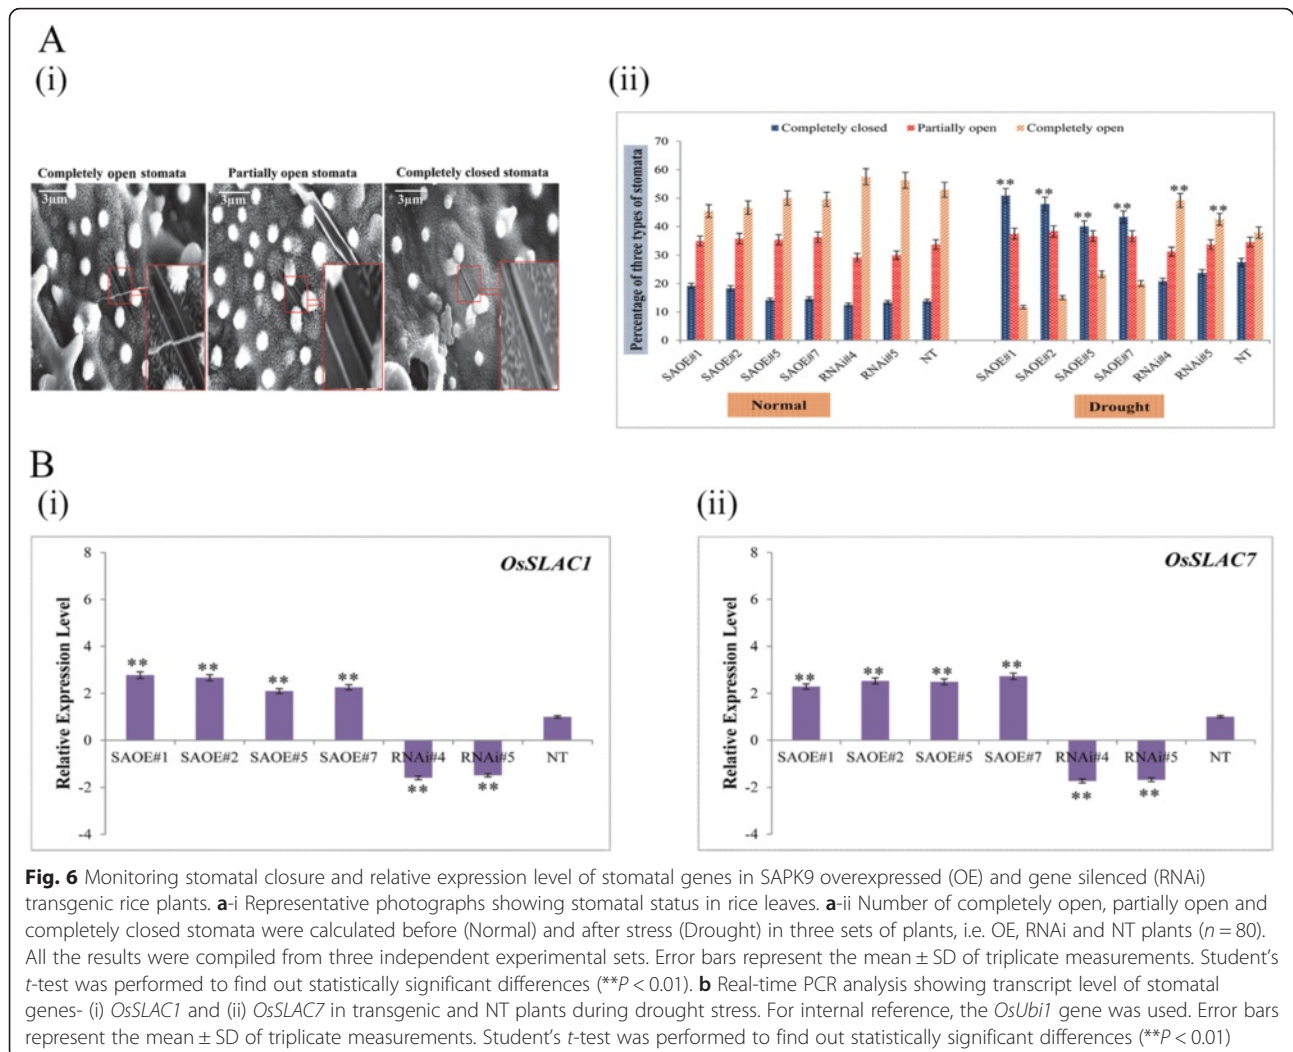 A
(i)
(ii)
Completely open stomata
Partially open stomata
Completely closed stomata
3µm
3µm
3µm
Completely closed
Partially open
Completely open
Percentage of three types of stomata
70
60
50
40
30
20
10
0
** ** ** ** ** **
SAOE#1 SAOE#2 SAOE#5 SAOE#7 RNAi#4 RNAi#5 NT
SAOE#1 SAOE#2 SAOE#5 SAOE#7 RNAi#4 RNAi#5 NT
Normal
Drought
B
(i)
OsSLAC1
Relative Expression Level
8
6
4
2
0
-2
-4
** ** ** **
SAOE#1 SAOE#2 SAOE#5 SAOE#7 RNAi#4 RNAi#5 NT
** **
(ii)
OsSLAC7
Relative Expression Level
8
6
4
2
0
-2
-4
** ** ** **
SAOE#1 SAOE#2 SAOE#5 SAOE#7 RNAi#4 RNAi#5 NT
** **
Fig. 6 Monitoring stomatal closure and relative expression level of stomatal genes in SAPK9 overexpressed (OE) and gene silenced (RNAi)
transgenic rice plants. a-i Representative photographs showing stomatal status in rice leaves. a-ii Number of completely open, partially open and
completely closed stomata were calculated before (Normal) and after stress (Drought) in three sets of plants, i.e. OE, RNAi and NT plants (n = 80).
All the results were compiled from three independent experimental sets. Error bars represent the mean ± SD of triplicate measurements. Student's
t-test was performed to find out statistically significant differences (**P < 0.01). b Real-time PCR analysis showing transcript level of stomatal
genes- (i) OsSLAC1 and (ii) OsSLAC7 in transgenic and NT plants during drought stress. For internal reference, the OsUbi1 gene was used. Error bars
represent the mean ± SD of triplicate measurements. Student's t-test was performed to find out statistically significant differences (**P < 0.01)